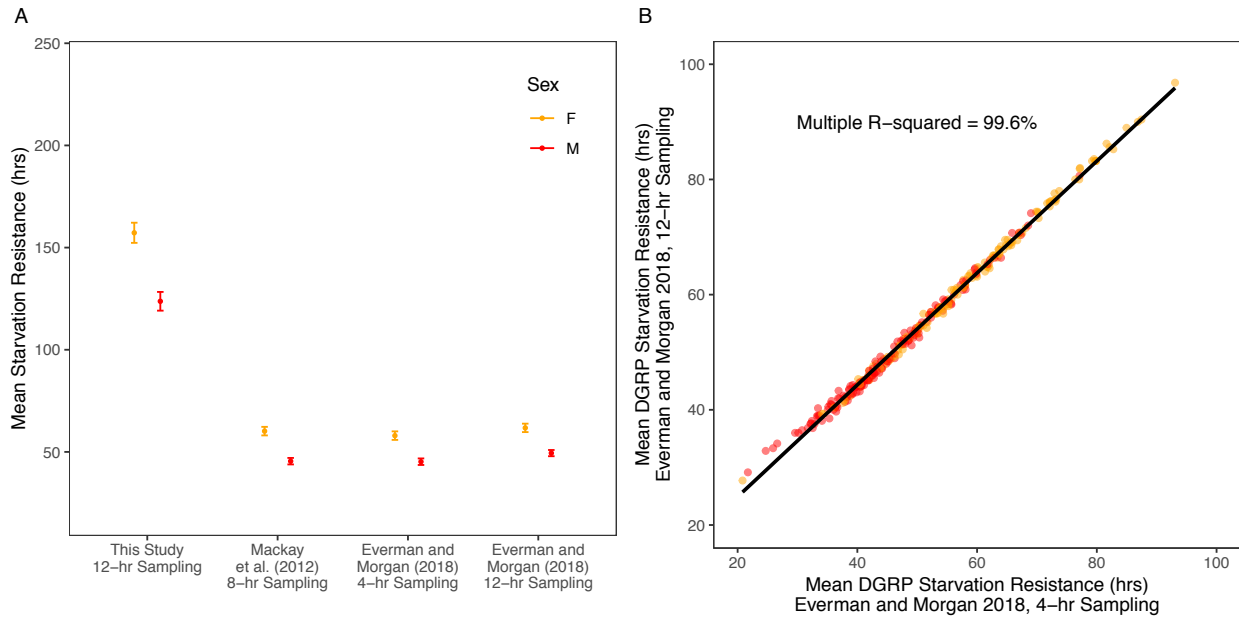 A
Mean Starvation Resistance (hrs)
250
200
150
100
50
Sex
F
M
This Study
12−hr Sampling
Mackay
et al. (2012)
8−hr Sampling
Everman and
Morgan (2018)
4−hr Sampling
Everman and
Morgan (2018)
12−hr Sampling
B
Mean DGRP Starvation Resistance (hrs)
Everman and Morgan 2018, 12−hr Sampling
100
80
60
40
20
Multiple R−squared = 99.6%
20
40
60
80
100
Mean DGRP Starvation Resistance (hrs)
Everman and Morgan 2018, 4−hr Sampling